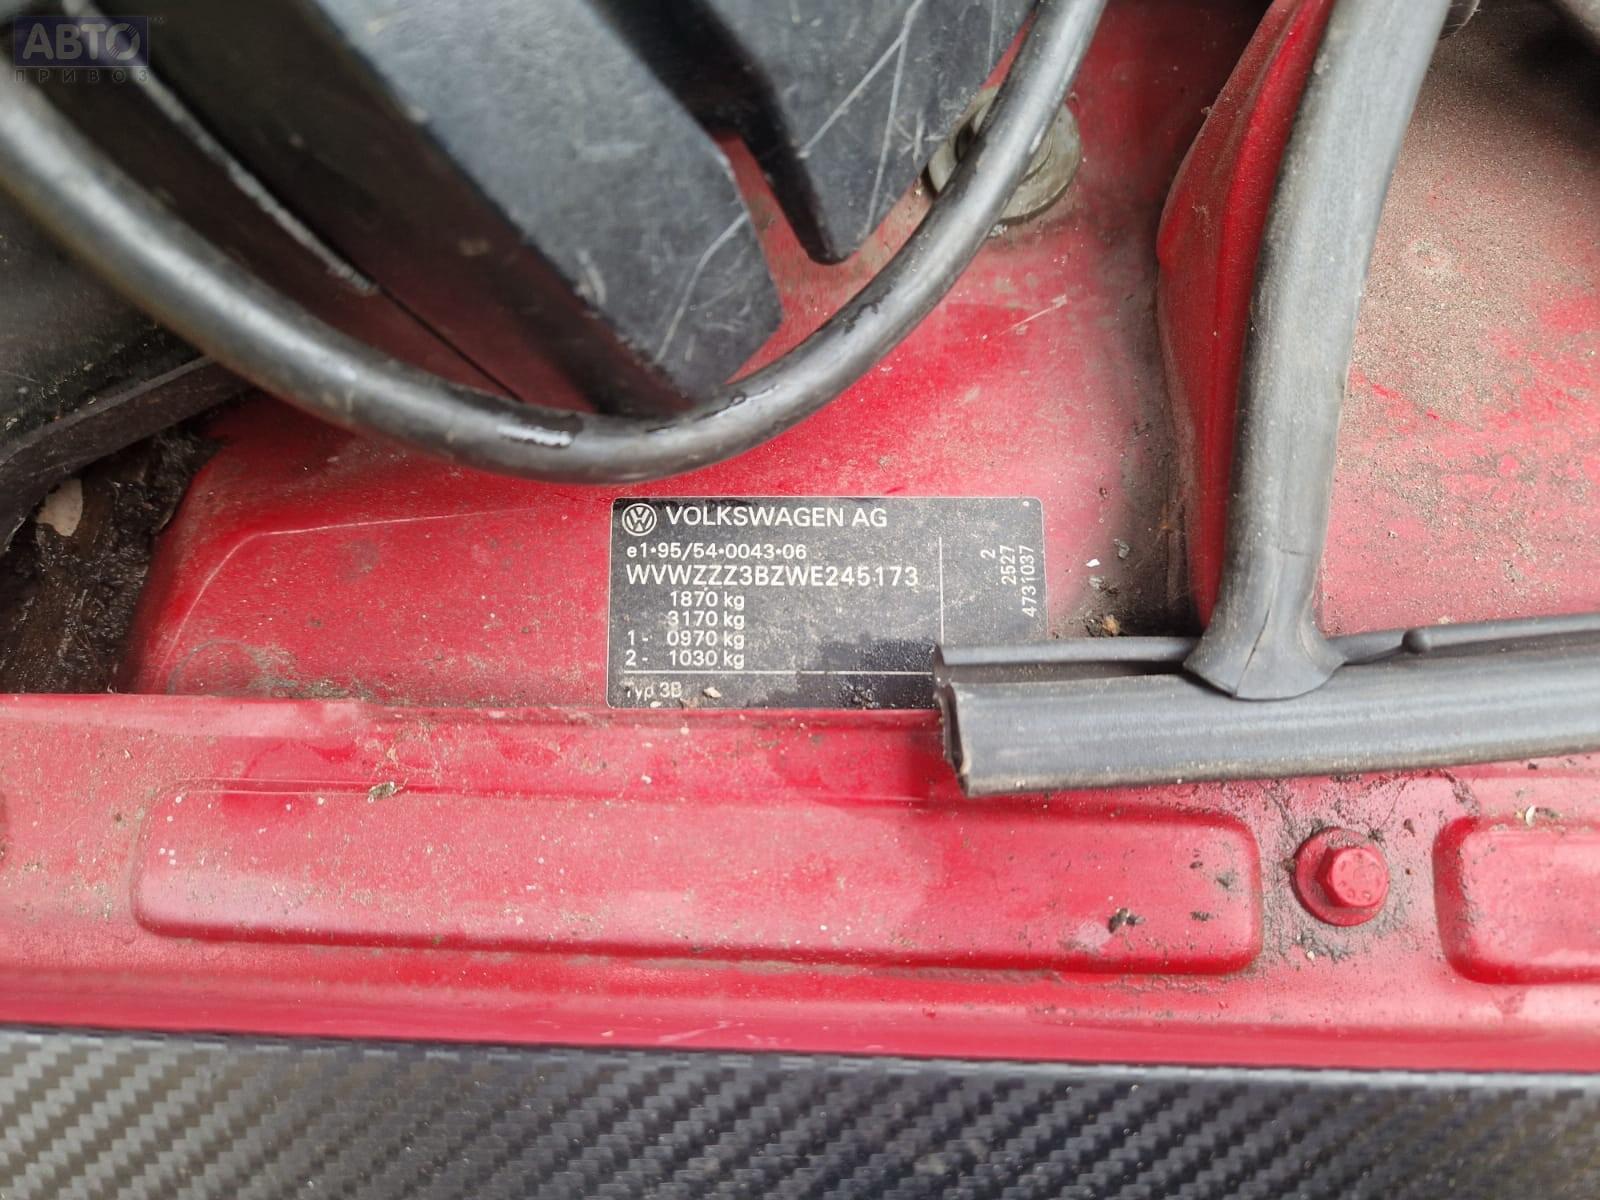 АВТО
ПРИВОЗ
VOLKSWAGEN AG
e1•95/54•0043•06
WVWZZZ3BZWE245173
1870 kg
3170 kg
1- 0970 kg
2- 1030 kg
Typ 3B
2
2527
4731037